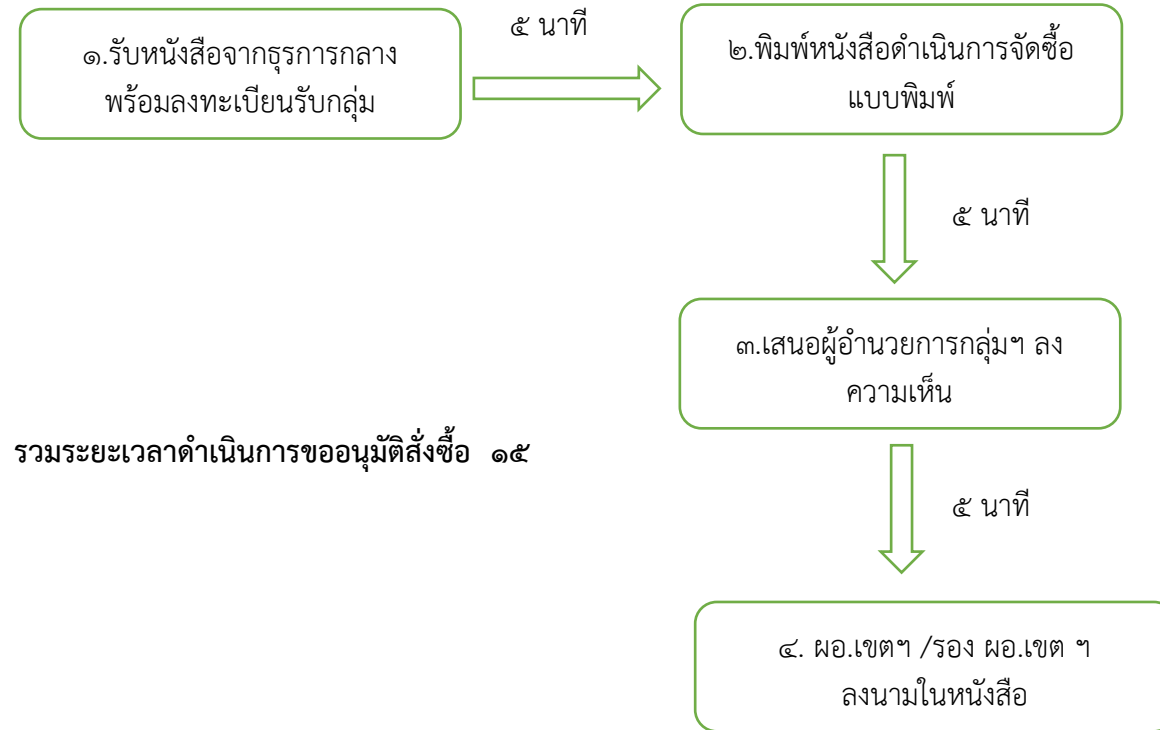 ๑.รับหนังสือจากธุรการกลาง
พร้อมลงทะเบียนรับกลุ่ม
๕ นาที
๒.พิมพ์หนังสือดำเนินการจัดซื้อ
แบบพิมพ์
๕ นาที
๓.เสนอผู้อำนวยการกลุ่มฯ ลง
ความเห็น
รวมระยะเวลาดำเนินการขออนุมัติสั่งซื้อ ๑๕
๕ นาที
๔. ผอ.เขตฯ /รอง ผอ.เขต ฯ
ลงนามในหนังสือ